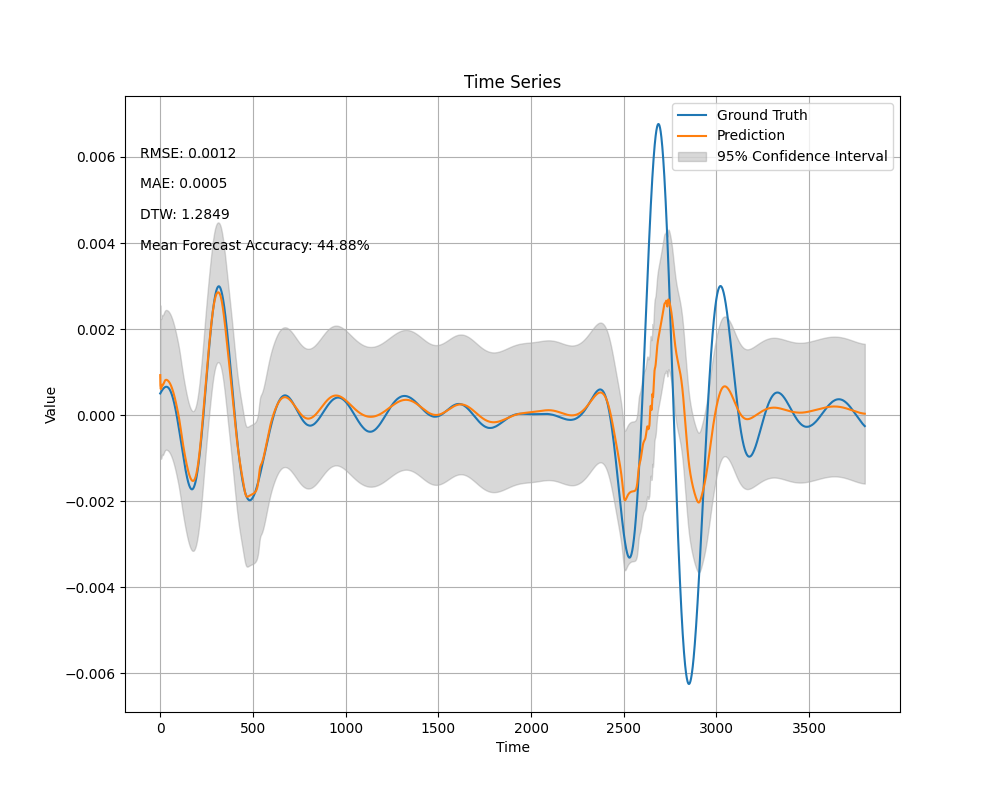 Time Series
Ground Truth
Prediction
95% Confidence Interval
RMSE: 0.0012
MAE: 0.0005
DTW: 1.2849
Mean Forecast Accuracy: 44.88%
Value
0.006
0.004
0.002
0.000
−0.002
−0.004
−0.006
0 500 1000 1500 2000 2500 3000 3500
Time